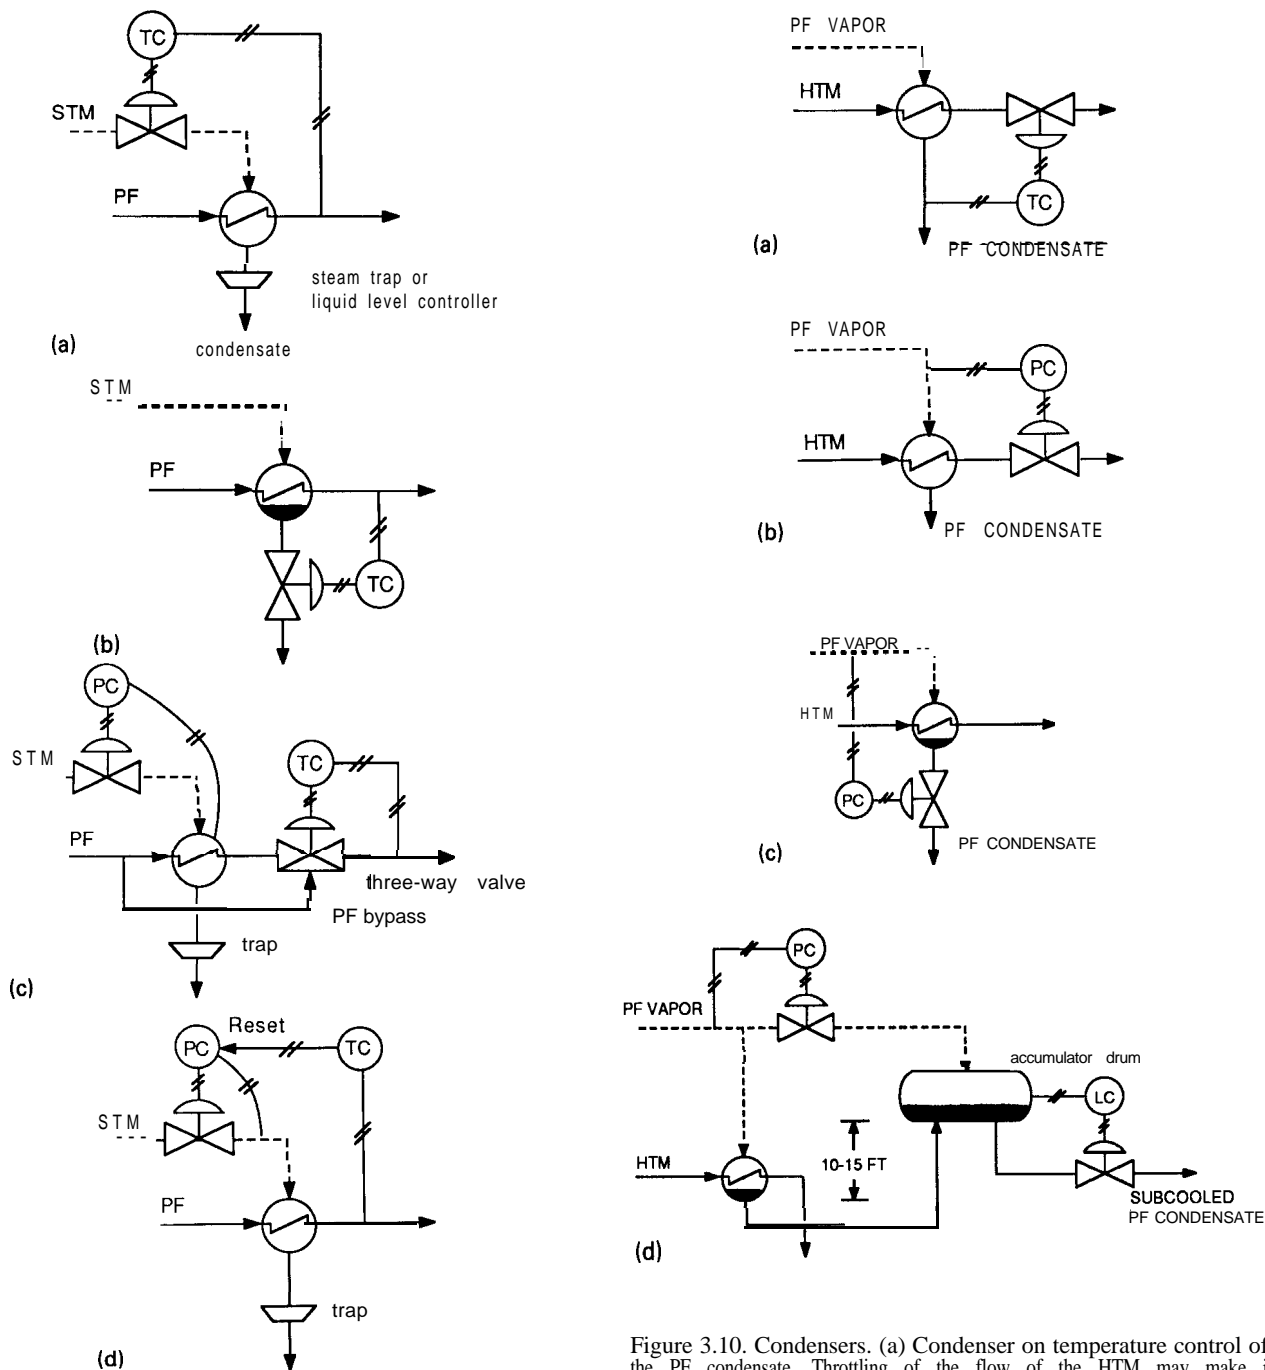 TC
STM
PF
steam trap or
liquid level controller
condensate
(a)
STM
PF
TC
(b)
PC
STM
TC
PF
three-way valve
PF bypass
trap
(c)
Reset
PC
TC
STM
PF
trap
(d)
PF VAPOR
HTM
TC
(a)
PF CONDENSATE
PF VAPOR
PC
HTM
(b)
PF CONDENSATE
PF VAPOR
HTM
PC
PF CONDENSATE
(c)
PC
PF VAPOR
accumulator drum
LC
HTM
10-15 FT
SUBCOOLED
PF CONDENSATE
(d)
Figure 3.10. Condensers. (a) Condenser on temperature control of
the PF condensate. Throttling of the flow of the HTM may make